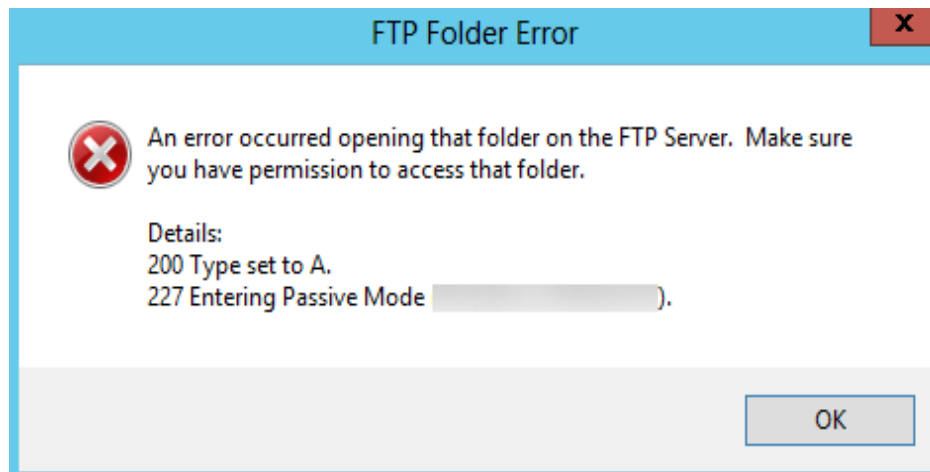 FTP Folder Error
X
An error occurred opening that folder on the FTP Server. Make sure
you have permission to access that folder.
Details:
200 Type set to A.
227 Entering Passive Mode ).
OK